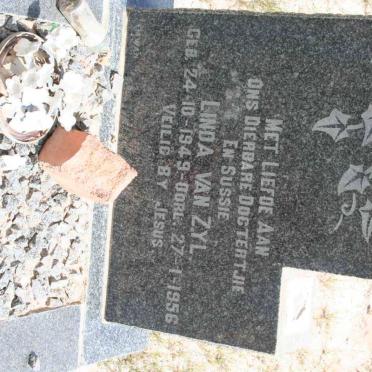 MET LIEFDE AAN
ONS DIERBARE DOGTERTJIE
EN SUSSIE
LINDA VAN ZYL
GEB. 24-10-1949-OORL. 27-1-1956
VEILIG BY JESUS.